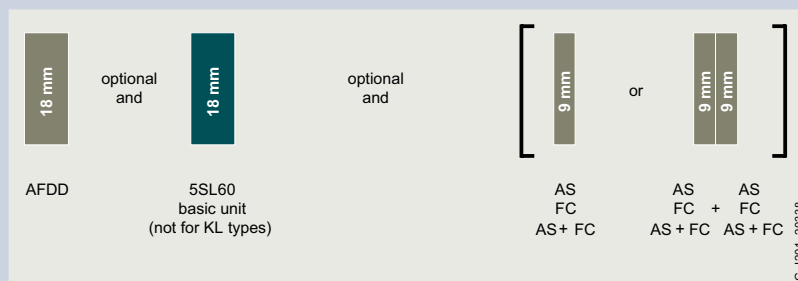 18 mm
optional
and
18 mm
optional
and
9 mm
or
9 mm
9 mm
AFDD
5SL60
basic unit
(not for KL types)
AS
FC
AS + FC
AS AS
FC + FC
AS + FC AS + FC